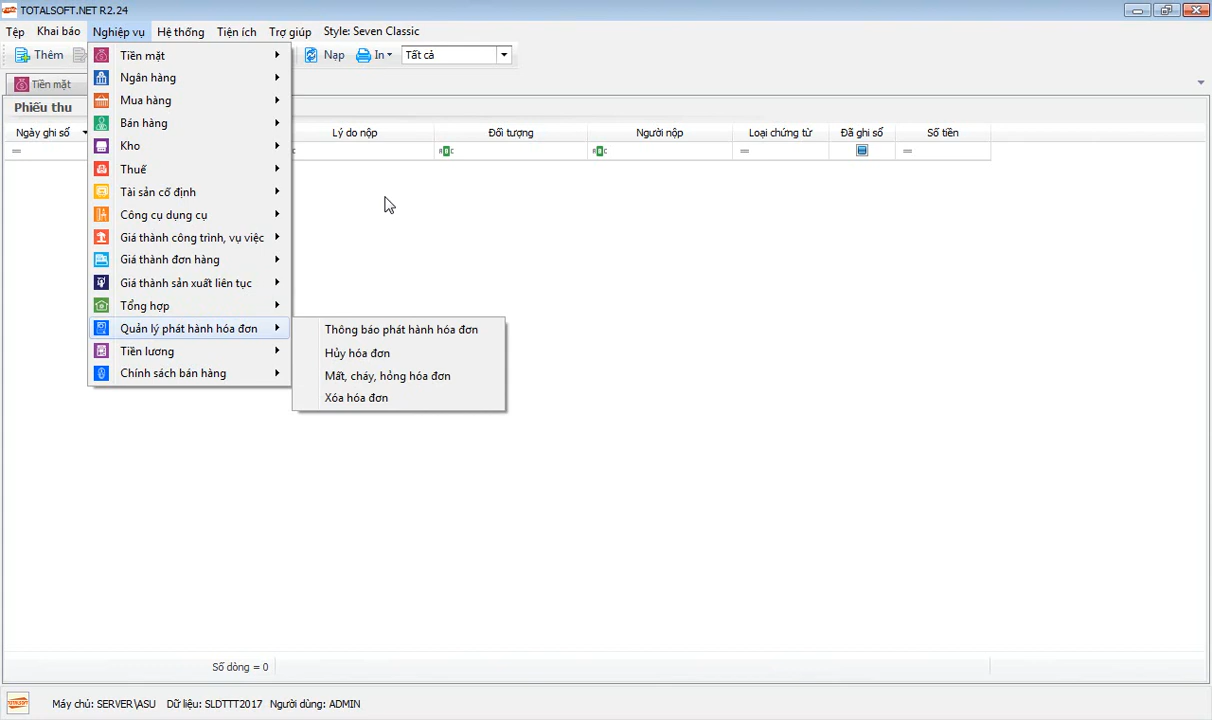 TOTALSOFT.NET R2.24
Tệp Khai báo Nghiệp vụ Hệ thống Tiện ích Trợ giúp Style: Seven Classic
Thêm Nạp In Tất cả
Tiền mặt
Phiếu thu
Ngày ghi sổ Lý do nộp Đối tượng Người nộp Loại chứng từ Đã ghi sổ Số tiền
Tiền mặt
Ngân hàng
Mua hàng
Bán hàng
Kho
Thuế
Tài sản cố định
Công cụ dụng cụ
Giá thành công trình, vụ việc
Giá thành đơn hàng
Giá thành sản xuất liên tục
Tổng hợp
Quản lý phát hành hóa đơn
Tiền lương
Chính sách bán hàng
Thông báo phát hành hóa đơn
Hủy hóa đơn
Mất, cháy, hỏng hóa đơn
Xóa hóa đơn
Số dòng = 0
Máy chủ: SERVER\ASU Dữ liệu: SLDTTT2017 Người dùng: ADMIN